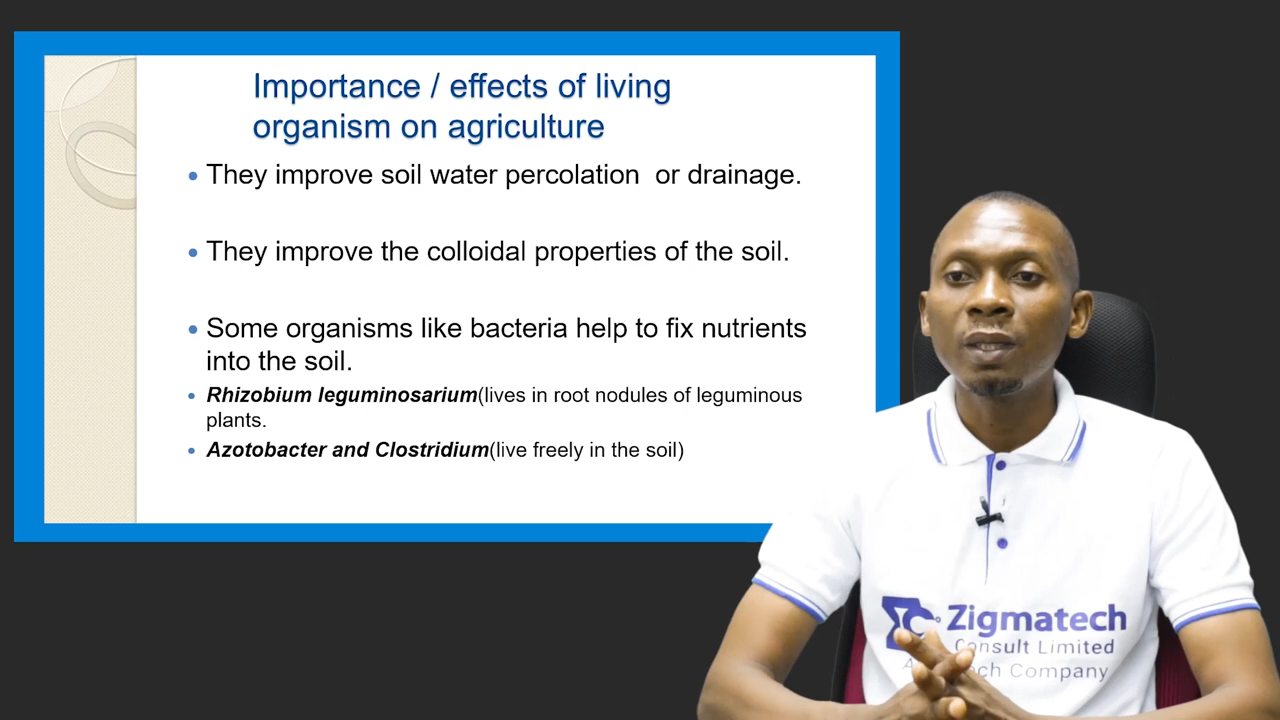 Importance / effects of living
organism on agriculture
They improve soil water percolation or drainage.
They improve the colloidal properties of the soil.
Some organisms like bacteria help to fix nutrients
into the soil.
Rhizobium leguminosarium(lives in root nodules of leguminous
plants.
Azotobacter and Clostridium(live freely in the soil)
Zigmatech
Consult Limited
Company